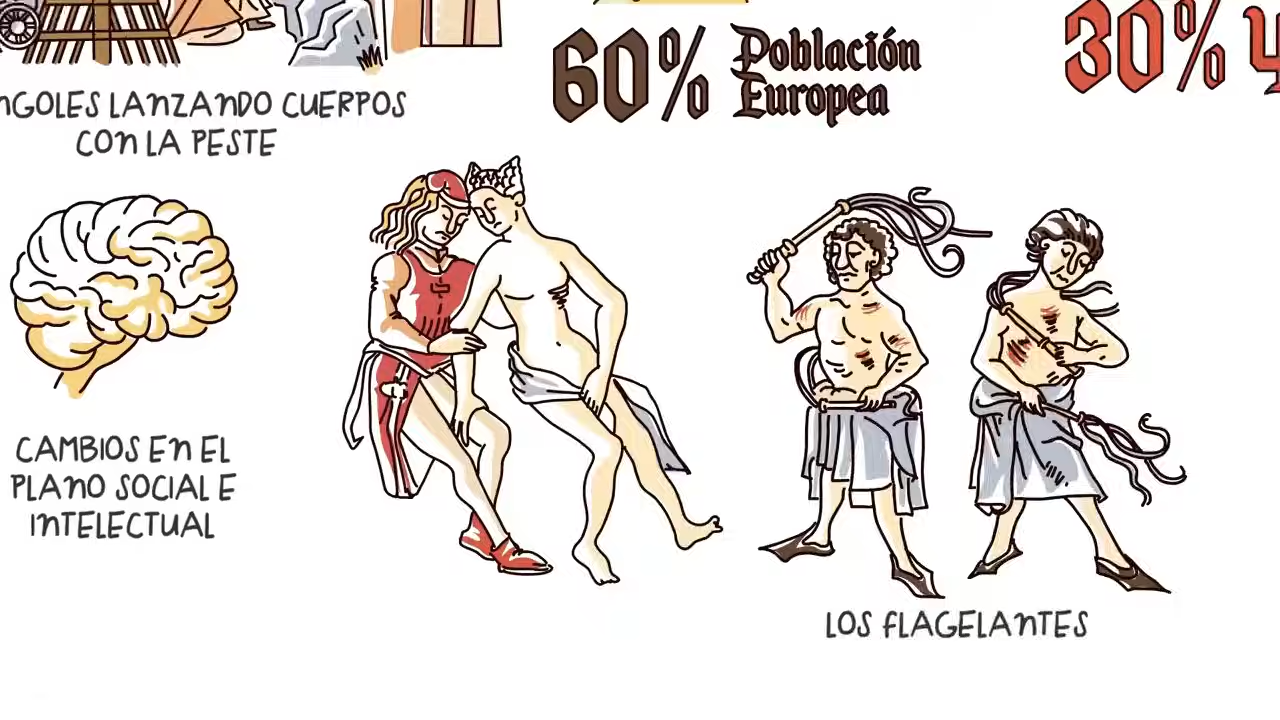 NGOLES LANZANDO CUERPOS
CON LA PESTE
60% Población
Europea
30%
CAMBIOS EN EL
PLANO SOCIAL E
INTELECTUAL
LOS FLAGELANTES